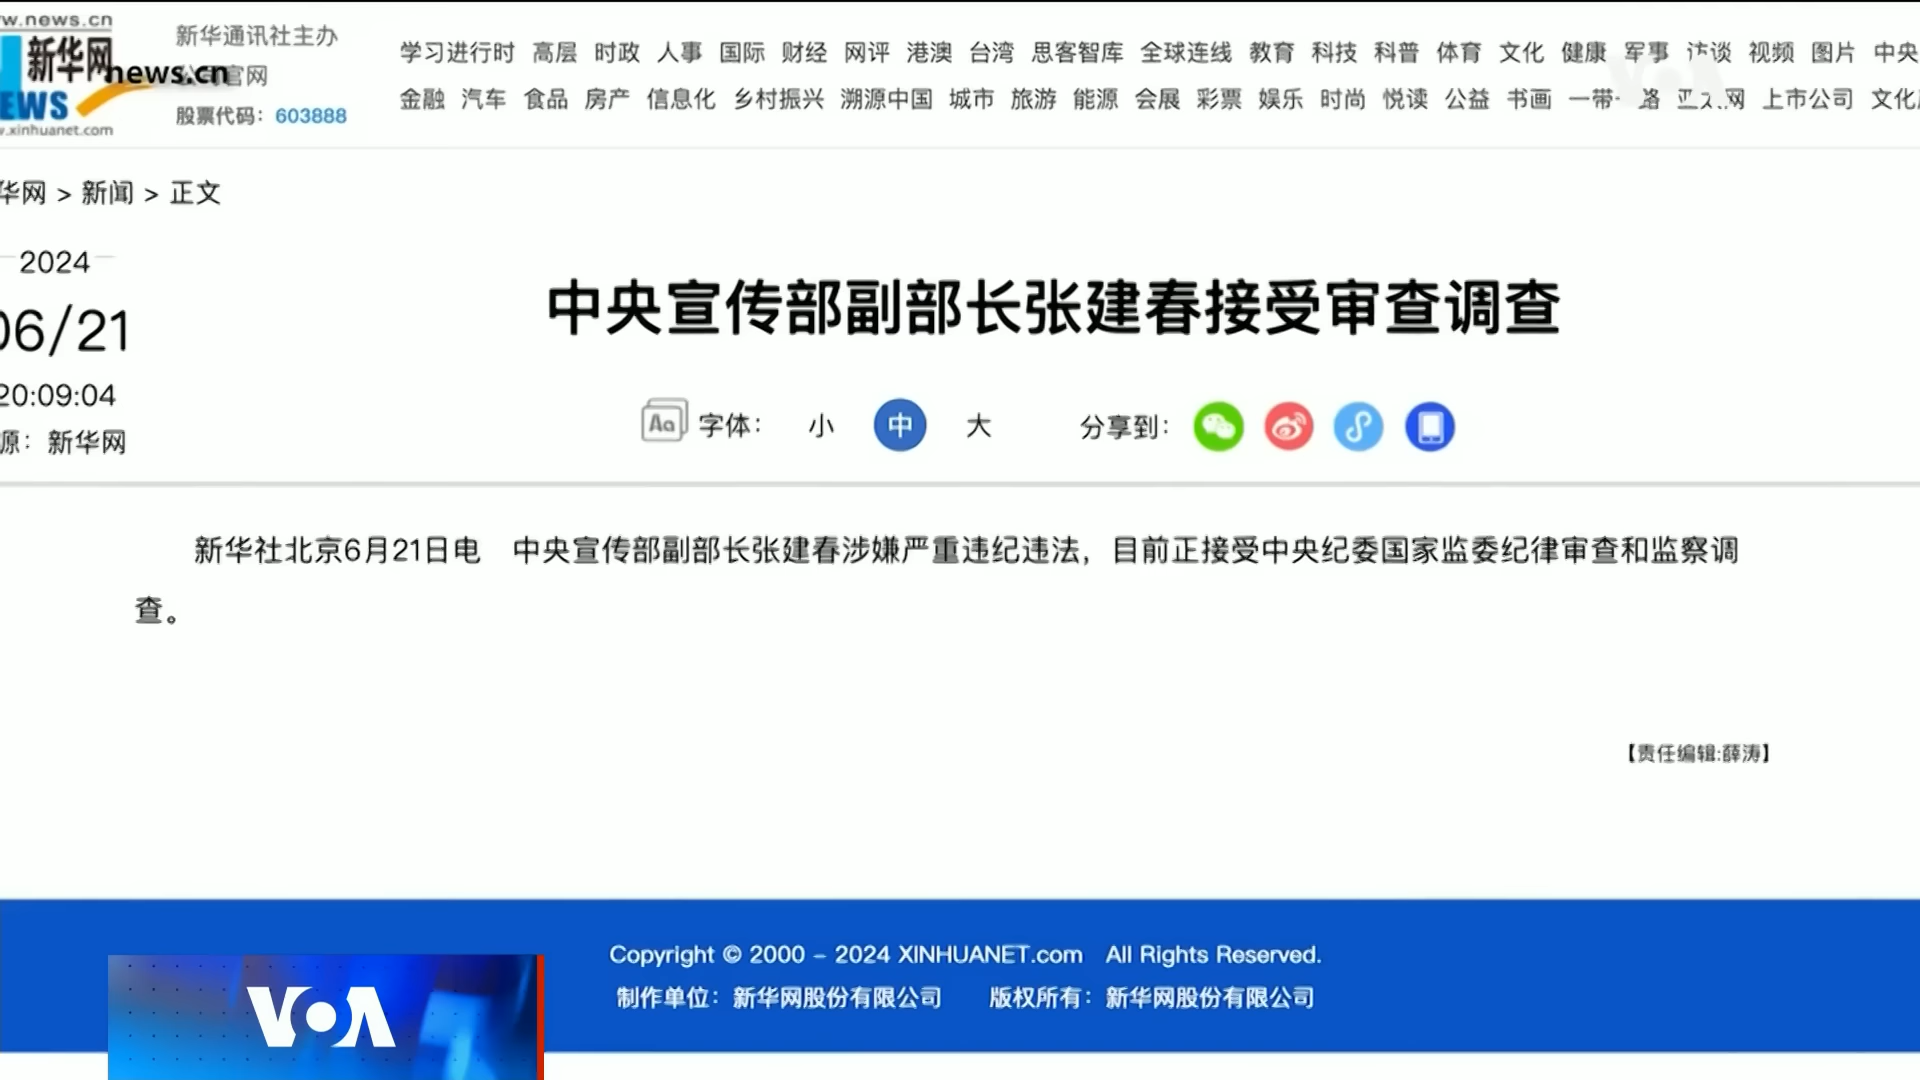 www.news.cn
新华网
news.cn
NEWS
www.xinhuanet.com
新华通讯社主办
官网
股票代码：603888
学习进行时 高层 时政 人事 国际 财经 网评 港澳 台湾 思客智库 全球连线 教育 科技 科普 体育 文化 健康 军事 访谈 视频 图片 中央
金融 汽车 食品 房产 信息化 乡村振兴 溯源中国 城市 旅游 能源 会展 彩票 娱乐 时尚 悦读 公益 书画 一带一路 亚太网 上市公司 文化
VOA
华网 > 新闻 > 正文
2024
06/21
20:09:04
源：新华网
中央宣传部副部长张建春接受审查调查
Aa 字体： 小 中 大 分享到：
新华社北京6月21日电 中央宣传部副部长张建春涉嫌严重违纪违法，目前正接受中央纪委国家监委纪律审查和监察调
查。
【责任编辑:薛涛】
Copyright © 2000 - 2024 XINHUANET.com All Rights Reserved.
制作单位：新华网股份有限公司 版权所有：新华网股份有限公司
VOA